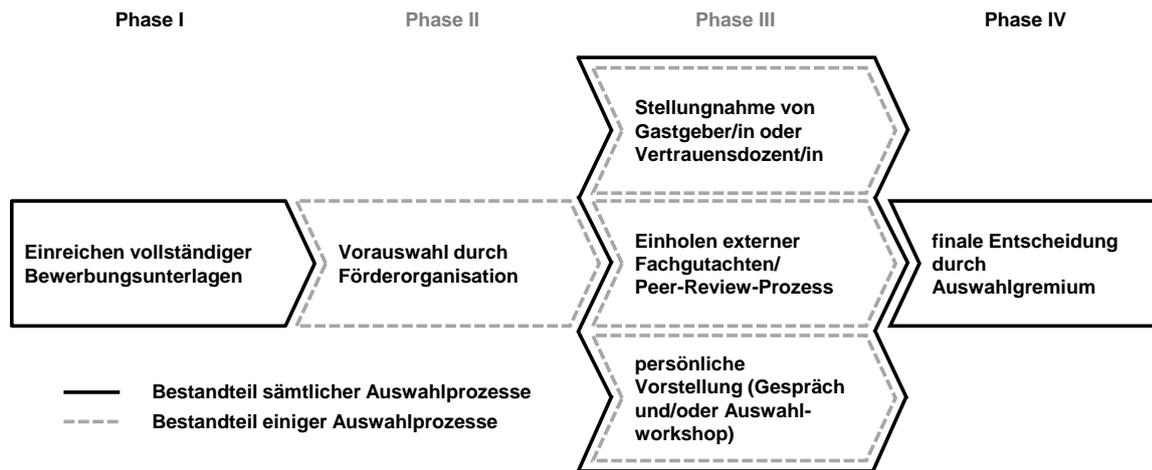 Phase I
Phase II
Phase III
Phase IV
Einreichen vollständiger
Bewerbungsunterlagen
Vorauswahl durch
Förderorganisation
Stellungnahme von
Gastgeber/in oder
Vertrauensdozent/in
Einholen externer
Fachgutachten/
Peer-Review-Prozess
persönliche
Vorstellung (Gespräch
und/oder Auswahl-
workshop)
finale Entscheidung
durch
Auswahlgremium
Bestandteil sämtlicher Auswahlprozesse
Bestandteil einiger Auswahlprozesse